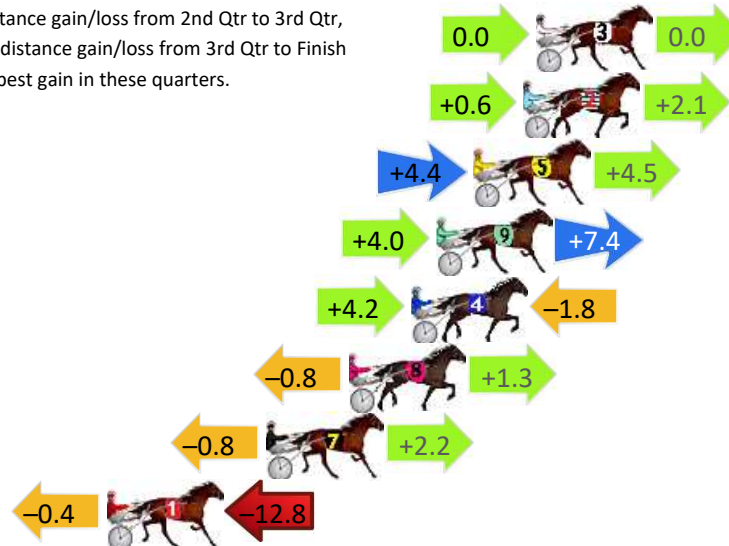 tance gain/loss from 2nd Qtr to 3rd Qtr,
distance gain/loss from 3rd Qtr to Finish
best gain in these quarters.
0.0 3 0.0
+0.6 2 +2.1
+4.4 5 +4.5
+4.0 9 +7.4
+4.2 4 –1.8
–0.8 8 +1.3
–0.8 7 +2.2
–0.4 1 –12.8